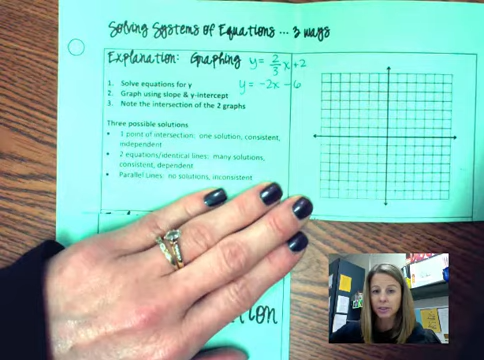 Solving Systems of Equations ... 3 ways
Explanation: Graphing y = 2/3x + 2
y = -2x - 6
1. Solve equations for y
2. Graph using slope & y-intercept
3. Note the intersection of the 2 graphs
Three possible solutions
• 1 point of intersection: one solution, consistent,
independent
• 2 equations/identical lines: many solutions,
consistent, dependent
• Parallel Lines: no solutions, inconsistent